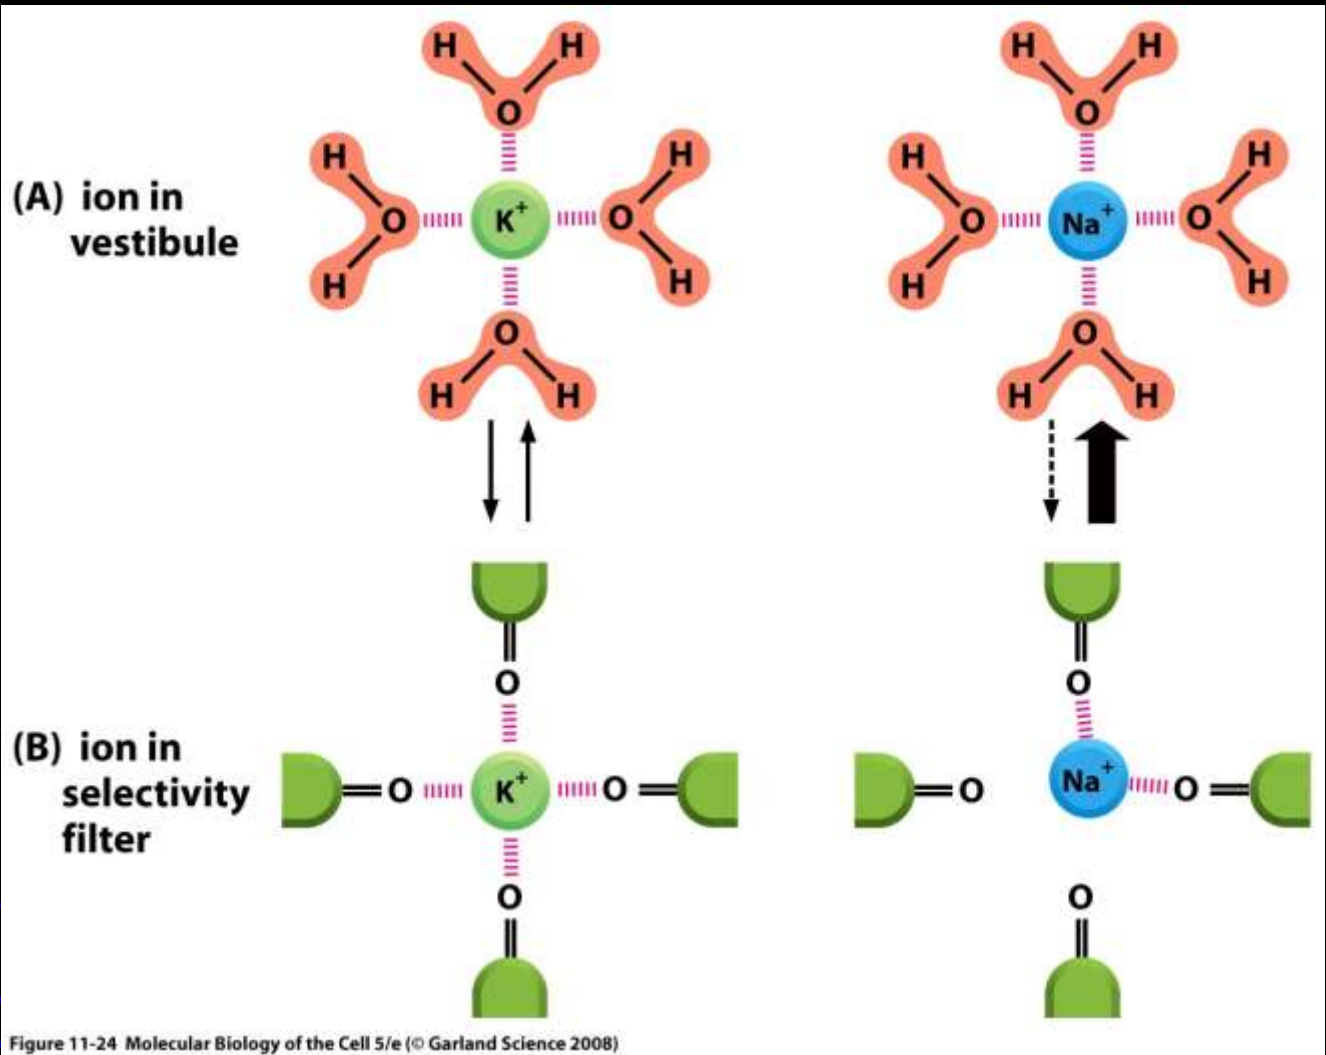 H H H H
O O
H H H H
(A) ion in
vestibule
O K+ O O Na+ O
H H H H
O O
H H H H
O O
(B) ion in
selectivity
filter
O K+ O O Na+ O
O O
Figure 11-24 Molecular Biology of the Cell 5/e (© Garland Science 2008)